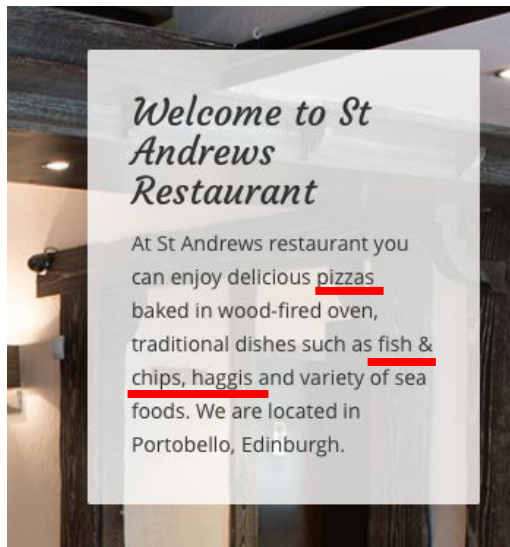 Welcome to St
Andrews
Restaurant
At St Andrews restaurant you
can enjoy delicious pizzas
baked in wood-fired oven,
traditional dishes such as fish &
chips, haggis and variety of sea
foods. We are located in
Portobello, Edinburgh.